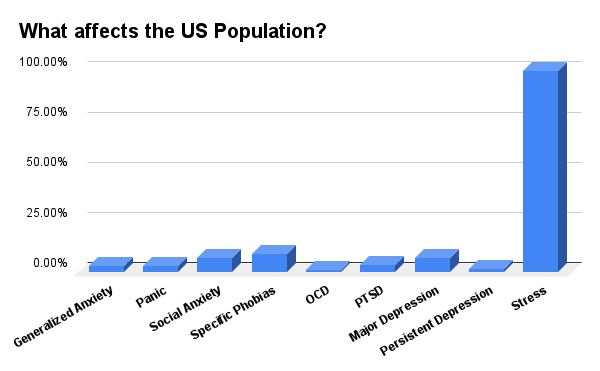 What affects the US Population?
100.00%
75.00%
50.00%
25.00%
0.00%
Generalized Anxiety
Panic
Social Anxiety
Specific Phobias
OCD
PTSD
Major Depression
Persistent Depression
Stress